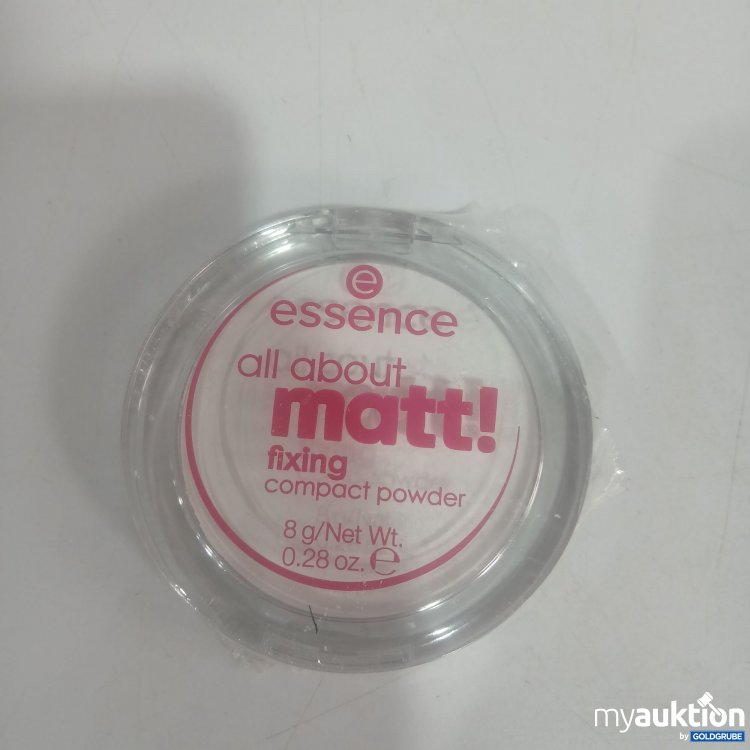 e
essence
all about
matt!
fixing
compact powder
8 g/Net Wt.
0.28 oz. ℮
myauktion
by GOLDGRUBE